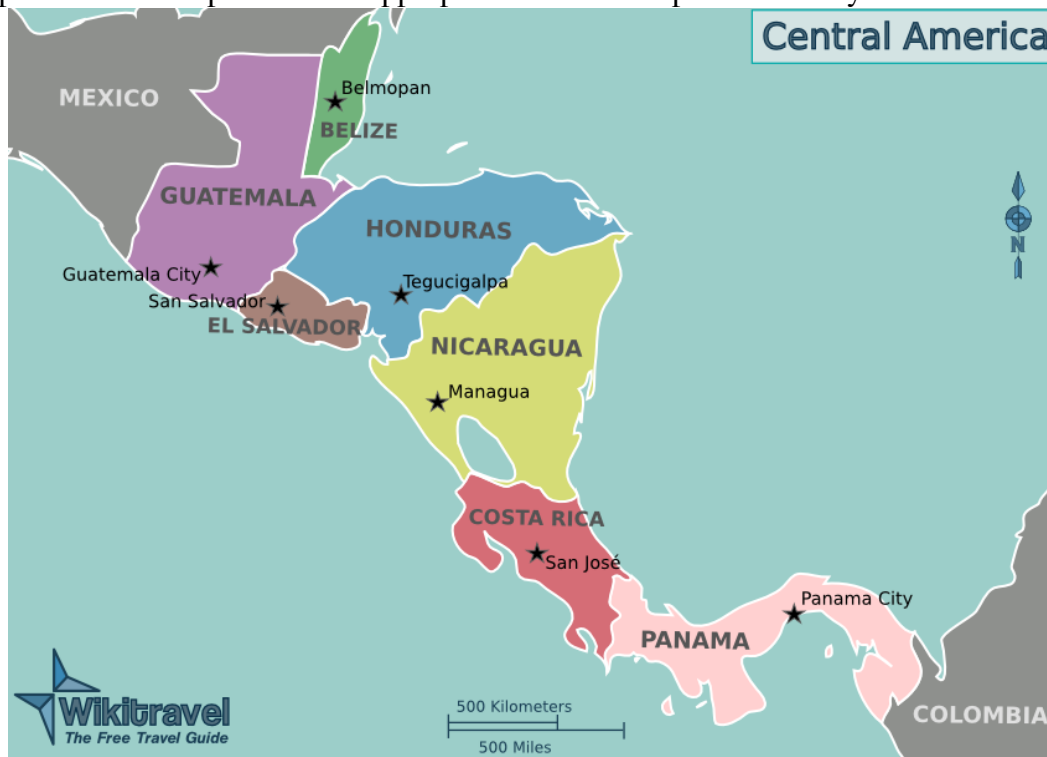 Central America
MEXICO
Belmopan
BELIZE
GUATEMALA
HONDURAS
Guatemala City
Tegucigalpa
San Salvador
EL SALVADOR
N
NICARAGUA
Managua
COSTA RICA
San José
Panama City
PANAMA
Wikitravel
The Free Travel Guide
500 Kilometers
500 Miles
COLOMBIA